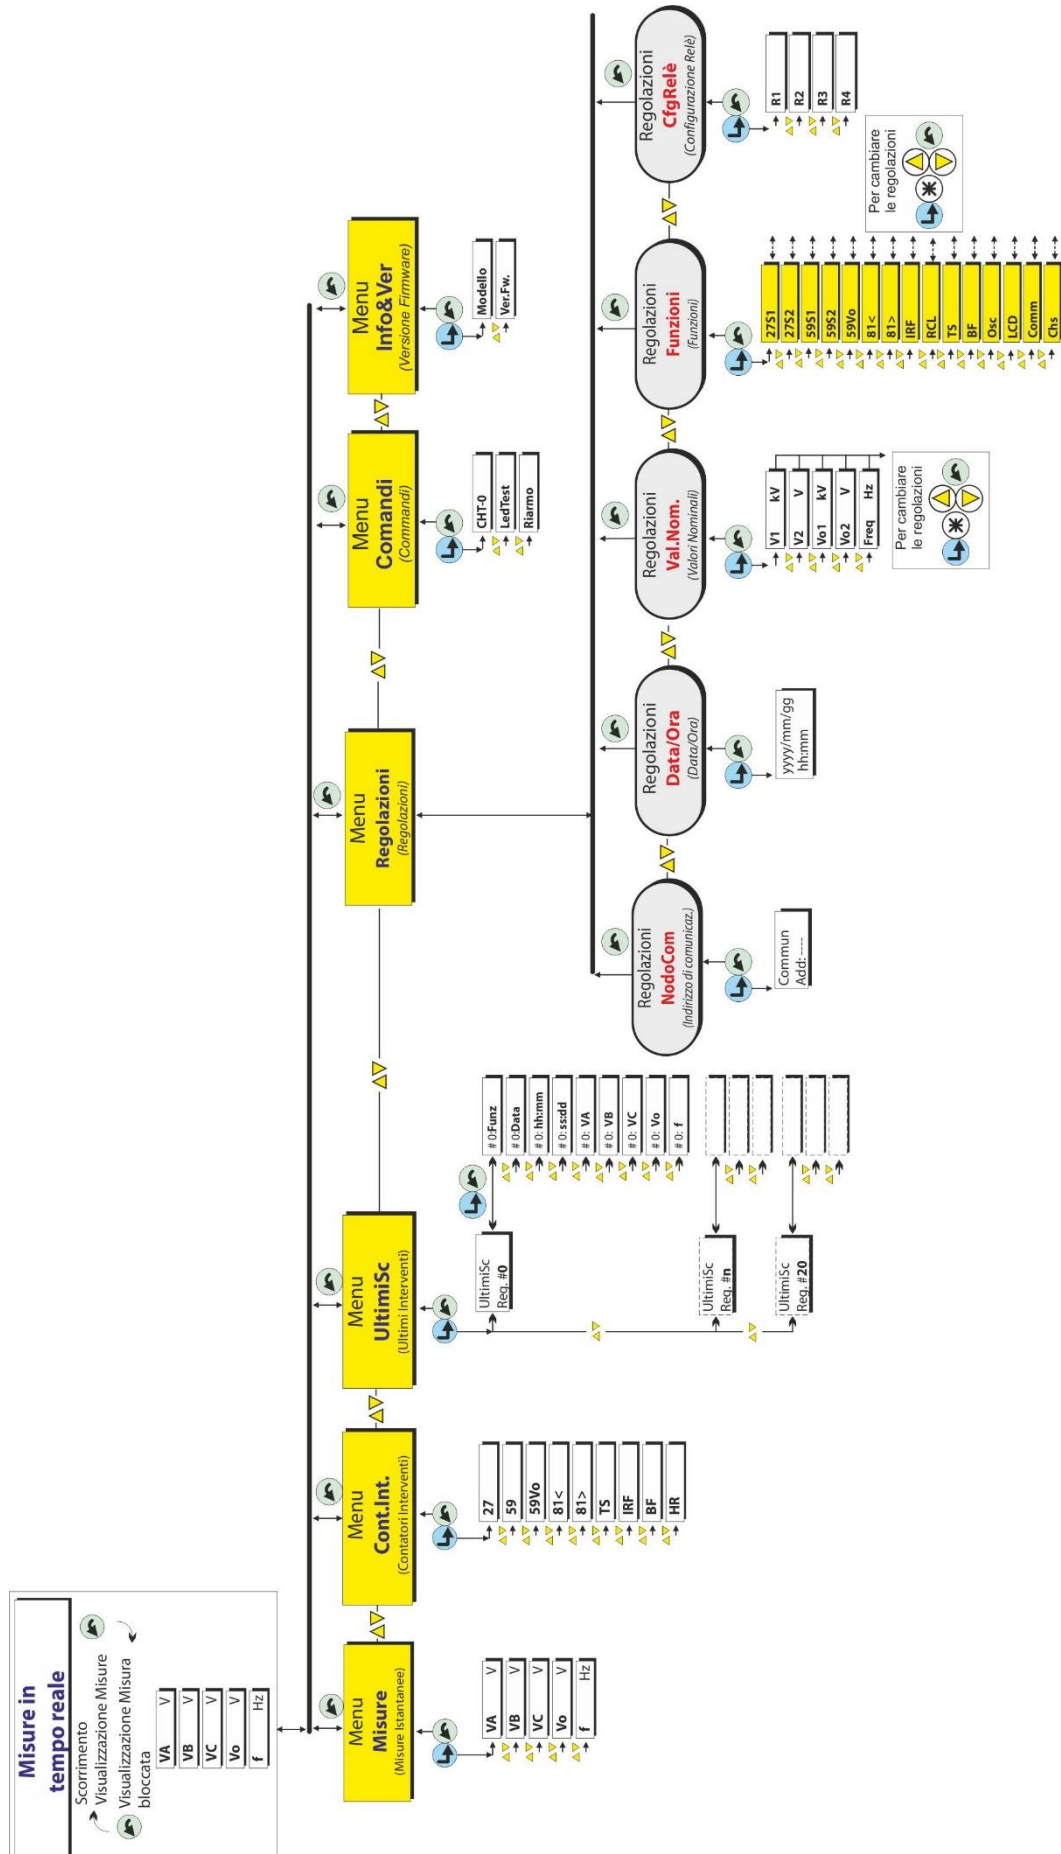 Misure in
tempo reale
Scorrimento
Visualizzazione Misure
Visualizzazione Misura
bloccata
VA V
VB V
VC V
Vo V
f Hz
Menu
Misure
(Misure Istantanee)
VA V
VB V
VC V
Vo V
f Hz
Menu
Cont.Int.
(Contatori Interventi)
27
59
59Vo
81<
81>
TS
IRF
BF
HR
Menu
UltimiSc
(Ultimi Interventi)
UltimiSc
Reg. #0
# 0:Funz
# 0:Data
# 0: hh:mm
# 0: ss:dd
# 0: VA
# 0: VB
# 0: VC
# 0: Vo
# 0: f
UltimiSc
Reg. #n
UltimiSc
Reg. #20
Menu
Regolazioni
(Regolazioni)
Menu
Comandi
(Commandi)
CHT-0
LedTest
Riarmo
Menu
Info&Ver
(Versione Firmware)
Modello
Ver.Fw.
Regolazioni
NodoCom
(Indirizzo di comunicaz.)
Commun
Add: ----
Regolazioni
Data/Ora
(Data/Ora)
yyyy/mm/gg
hh:mm
Regolazioni
Val.Nom.
(Valori Nominali)
V1 kV
V2 V
Vo1 kV
Vo2 V
Freq Hz
Per cambiare
le regolazioni
Regolazioni
Funzioni
(Funzioni)
27S1
27S2
59S1
59S2
59Vo
81<
81>
IRF
RCL
TS
BF
Osc
LCD
Comm
Chs
Per cambiare
le regolazioni
Regolazioni
CfgRelè
(Configurazione Relè)
R1
R2
R3
R4